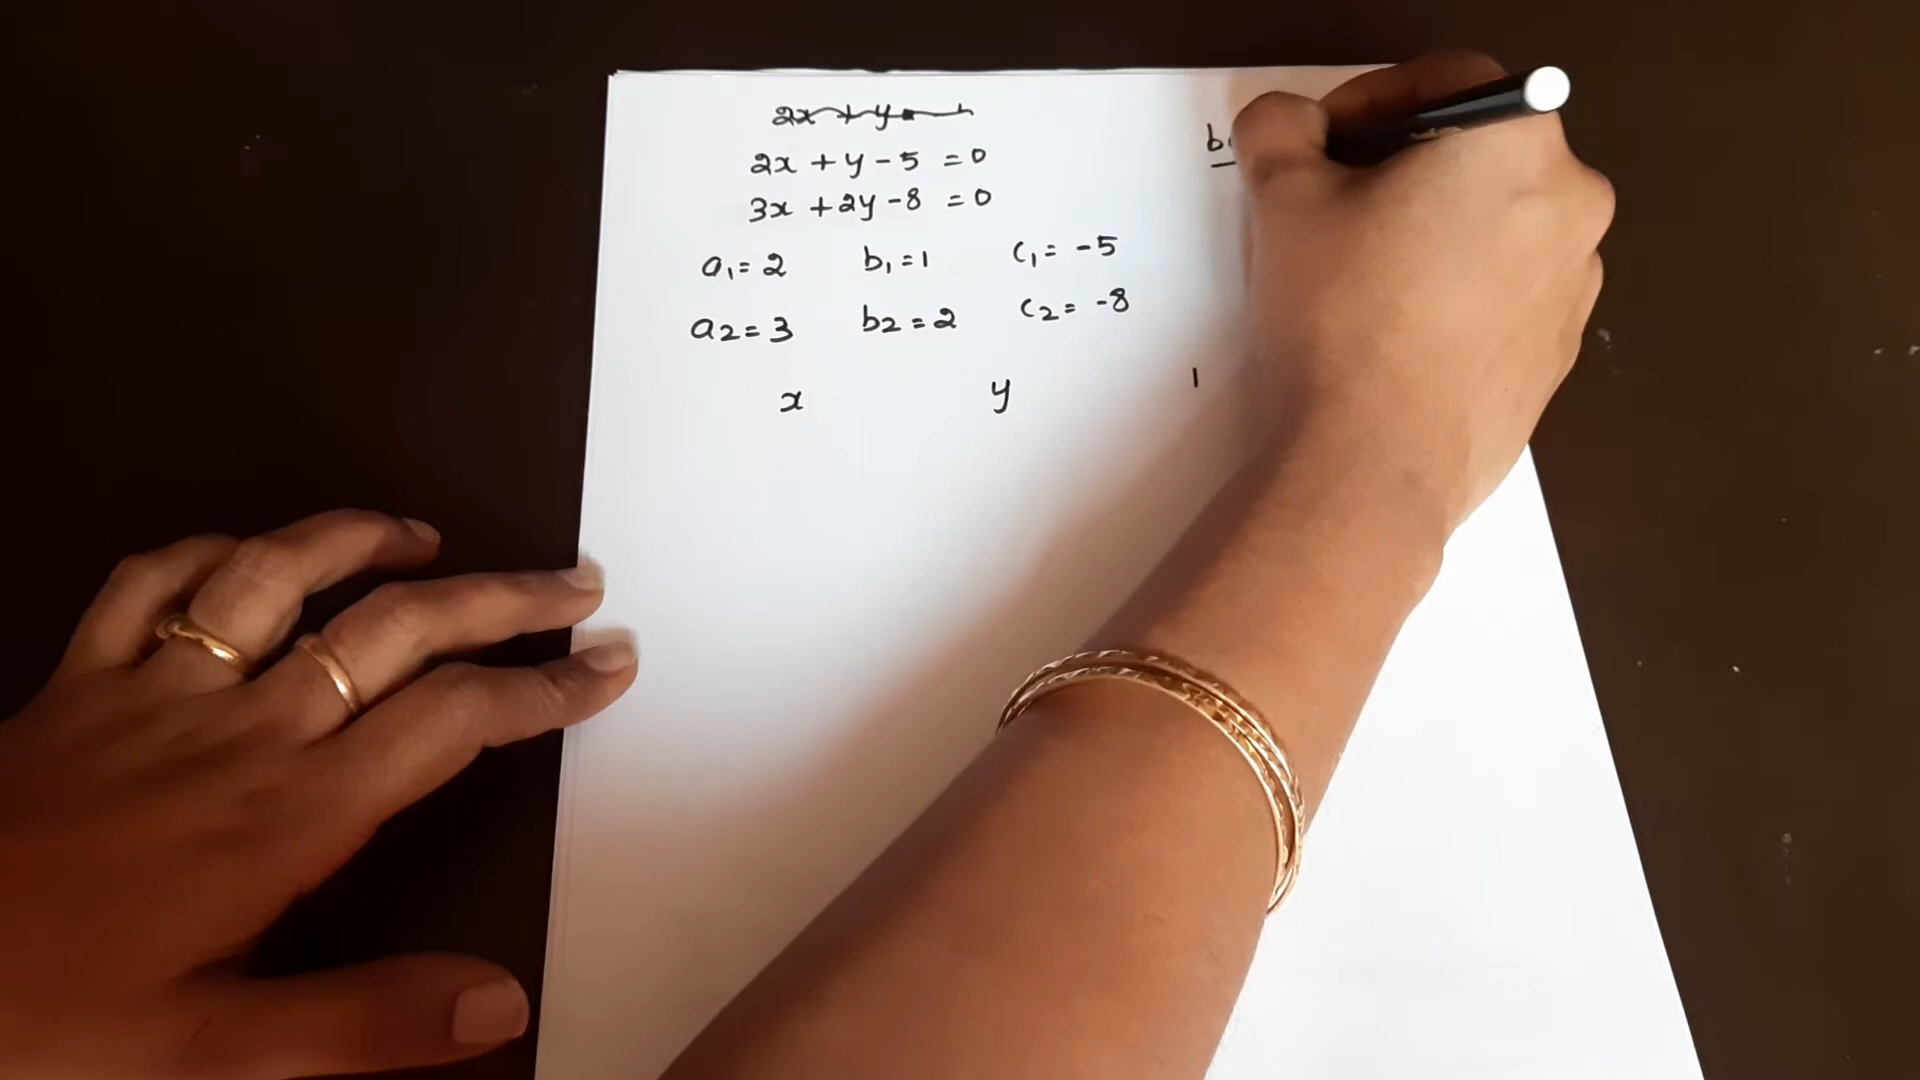 2x + y
2x + y - 5 = 0
3x + 2y - 8 = 0
a1 = 2 b1 = 1 c1 = -5
a2 = 3 b2 = 2 c2 = -8
x y 1
b